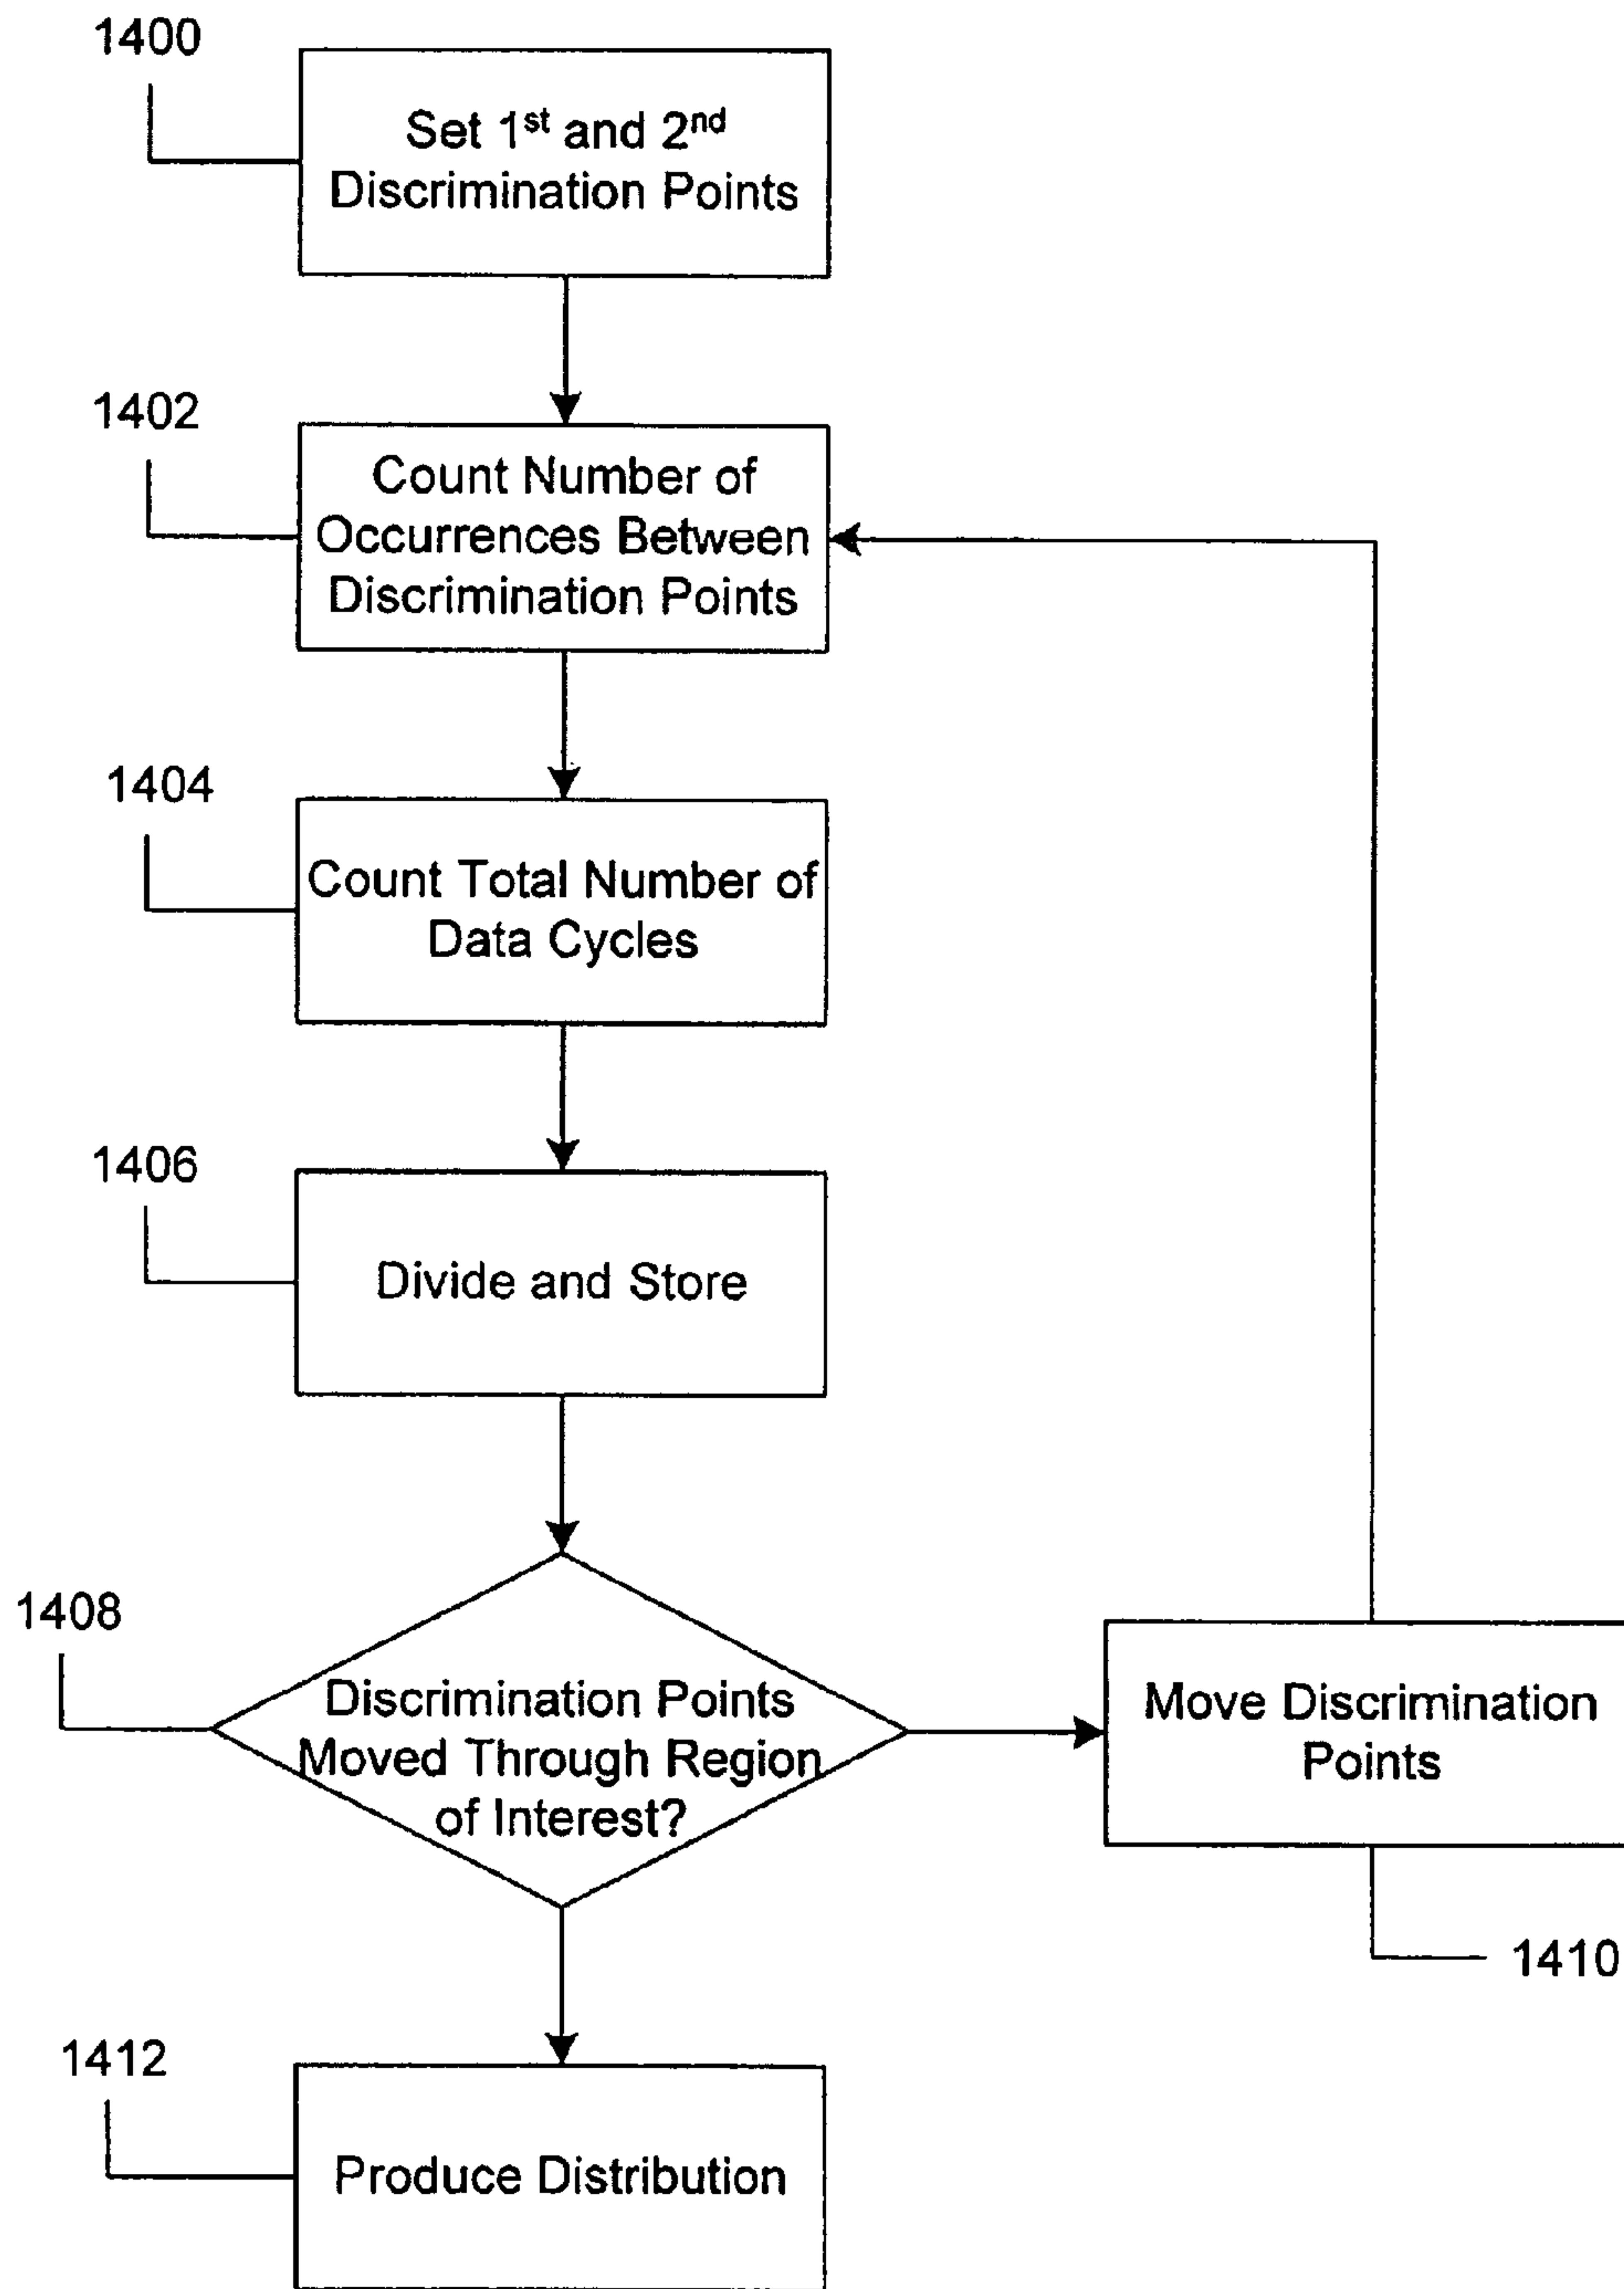 1400
Set 1st and 2nd
Discrimination Points
1402
Count Number of
Occurrences Between
Discrimination Points
1404
Count Total Number of
Data Cycles
1406
Divide and Store
1408
Discrimination Points
Moved Through Region
of Interest?
Move Discrimination
Points
1410
1412
Produce Distribution